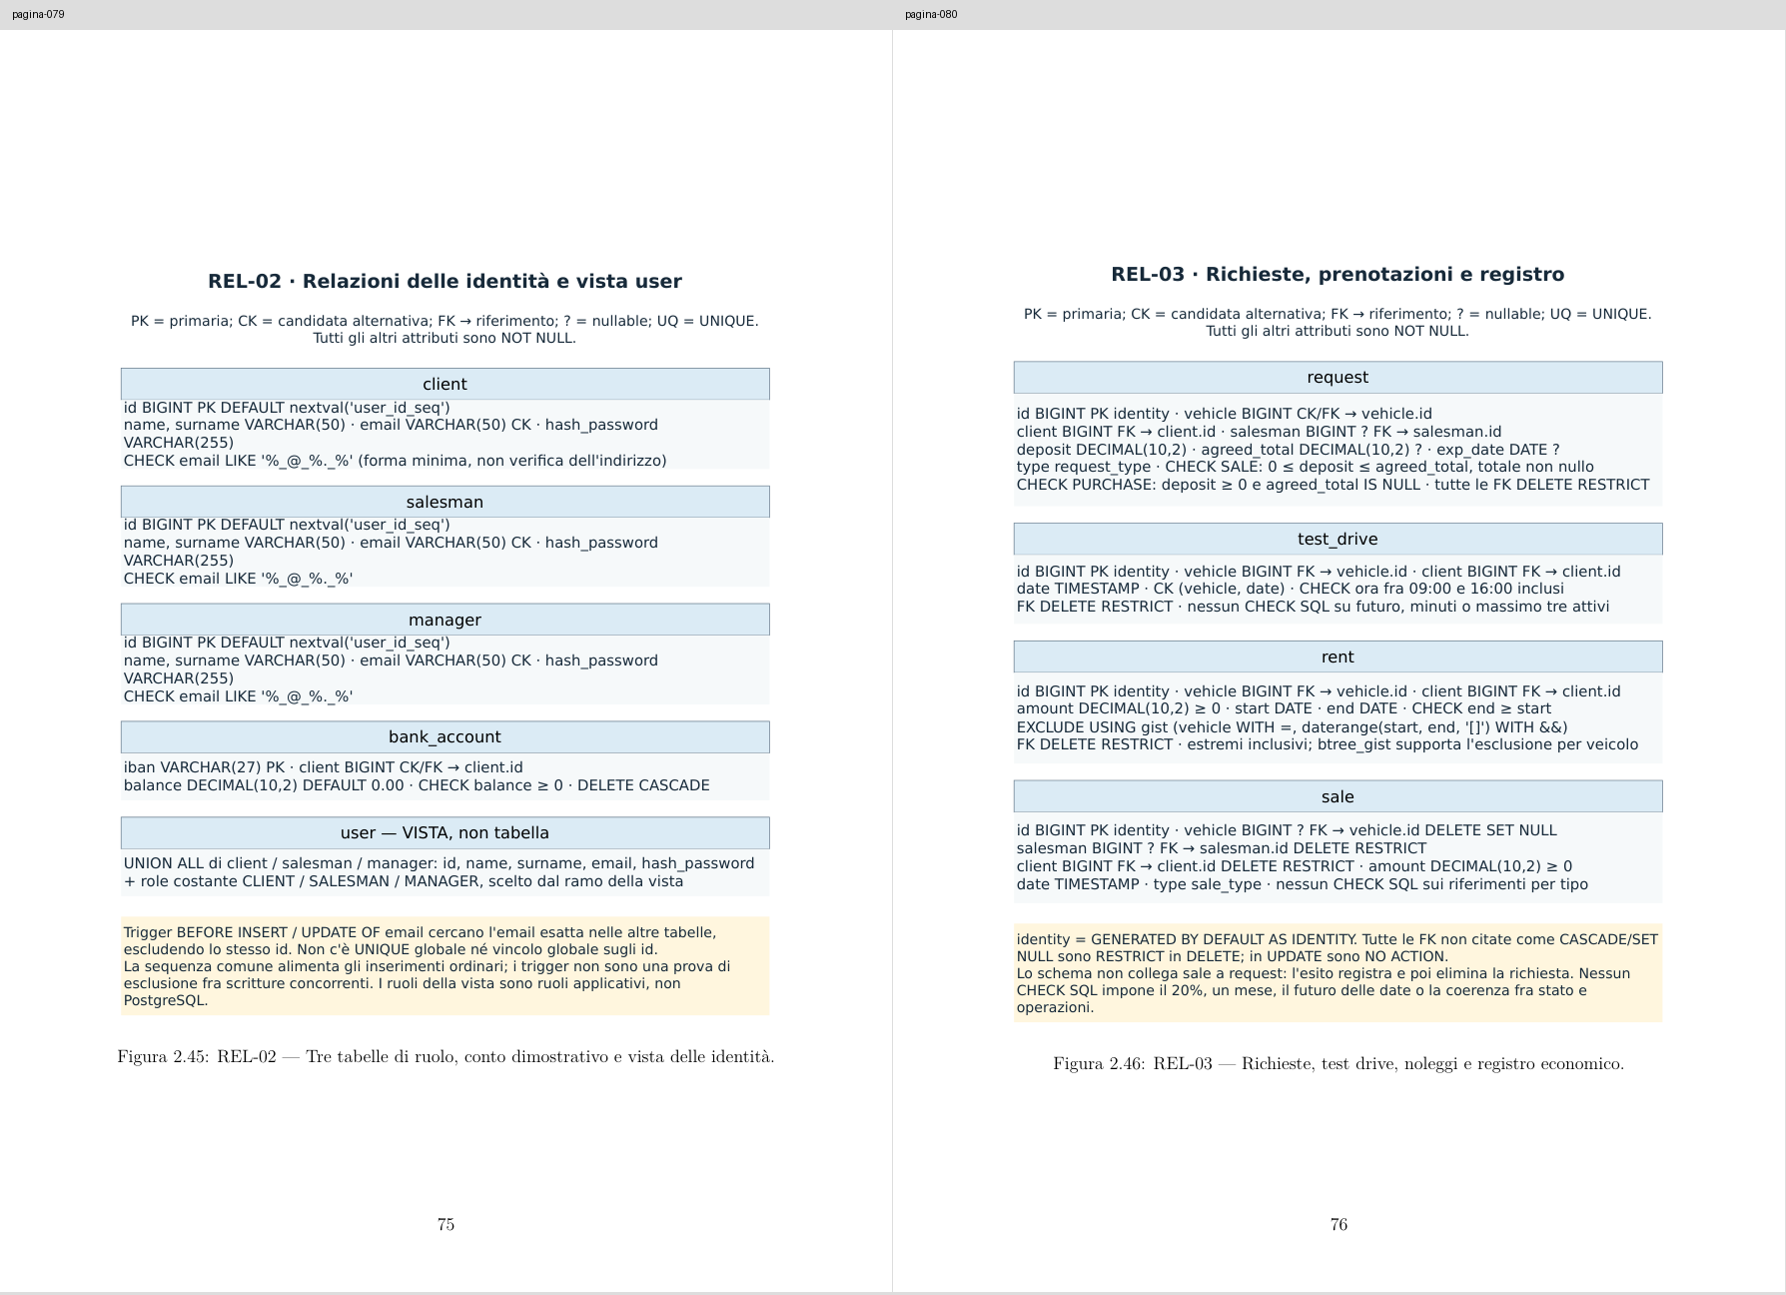 pagina-079
REL-02 · Relazioni delle identità e vista user
PK = primaria; CK = candidata alternativa; FK → riferimento; ? = nullable; UQ = UNIQUE.
Tutti gli altri attributi sono NOT NULL.
client
id BIGINT PK DEFAULT nextval('user_id_seq')
name, surname VARCHAR(50) · email VARCHAR(50) CK · hash_password
VARCHAR(255)
CHECK email LIKE '%_@_%._%' (forma minima, non verifica dell'indirizzo)
salesman
id BIGINT PK DEFAULT nextval('user_id_seq')
name, surname VARCHAR(50) · email VARCHAR(50) CK · hash_password
VARCHAR(255)
CHECK email LIKE '%_@_%._%'
manager
id BIGINT PK DEFAULT nextval('user_id_seq')
name, surname VARCHAR(50) · email VARCHAR(50) CK · hash_password
VARCHAR(255)
CHECK email LIKE '%_@_%._%'
bank_account
iban VARCHAR(27) PK · client BIGINT CK/FK → client.id
balance DECIMAL(10,2) DEFAULT 0.00 · CHECK balance ≥ 0 · DELETE CASCADE
user — VISTA, non tabella
UNION ALL di client / salesman / manager: id, name, surname, email, hash_password
+ role costante CLIENT / SALESMAN / MANAGER, scelto dal ramo della vista
Trigger BEFORE INSERT / UPDATE OF email cercano l'email esatta nelle altre tabelle,
escludendo lo stesso id. Non c'è UNIQUE globale né vincolo globale sugli id.
La sequenza comune alimenta gli inserimenti ordinari; i trigger non sono una prova di
esclusione fra scritture concorrenti. I ruoli della vista sono ruoli applicativi, non
PostgreSQL.
Figura 2.45: REL-02 — Tre tabelle di ruolo, conto dimostrativo e vista delle identità.
75
pagina-080
REL-03 · Richieste, prenotazioni e registro
PK = primaria; CK = candidata alternativa; FK → riferimento; ? = nullable; UQ = UNIQUE.
Tutti gli altri attributi sono NOT NULL.
request
id BIGINT PK identity · vehicle BIGINT CK/FK → vehicle.id
client BIGINT FK → client.id · salesman BIGINT ? FK → salesman.id
deposit DECIMAL(10,2) · agreed_total DECIMAL(10,2) ? · exp_date DATE ?
type request_type · CHECK SALE: 0 ≤ deposit ≤ agreed_total, totale non nullo
CHECK PURCHASE: deposit ≥ 0 e agreed_total IS NULL · tutte le FK DELETE RESTRICT
test_drive
id BIGINT PK identity · vehicle BIGINT FK → vehicle.id · client BIGINT FK → client.id
date TIMESTAMP · CK (vehicle, date) · CHECK ora fra 09:00 e 16:00 inclusi
FK DELETE RESTRICT · nessun CHECK SQL su futuro, minuti o massimo tre attivi
rent
id BIGINT PK identity · vehicle BIGINT FK → vehicle.id · client BIGINT FK → client.id
amount DECIMAL(10,2) ≥ 0 · start DATE · end DATE · CHECK end ≥ start
EXCLUDE USING gist (vehicle WITH =, daterange(start, end, '[]') WITH &&)
FK DELETE RESTRICT · estremi inclusivi; btree_gist supporta l'esclusione per veicolo
sale
id BIGINT PK identity · vehicle BIGINT ? FK → vehicle.id DELETE SET NULL
salesman BIGINT ? FK → salesman.id DELETE RESTRICT
client BIGINT FK → client.id DELETE RESTRICT · amount DECIMAL(10,2) ≥ 0
date TIMESTAMP · type sale_type · nessun CHECK SQL sui riferimenti per tipo
identity = GENERATED BY DEFAULT AS IDENTITY. Tutte le FK non citate come CASCADE/SET
NULL sono RESTRICT in DELETE; in UPDATE sono NO ACTION.
Lo schema non collega sale a request: l'esito registra e poi elimina la richiesta. Nessun
CHECK SQL impone il 20%, un mese, il futuro delle date o la coerenza fra stato e
operazioni.
Figura 2.46: REL-03 — Richieste, test drive, noleggi e registro economico.
76